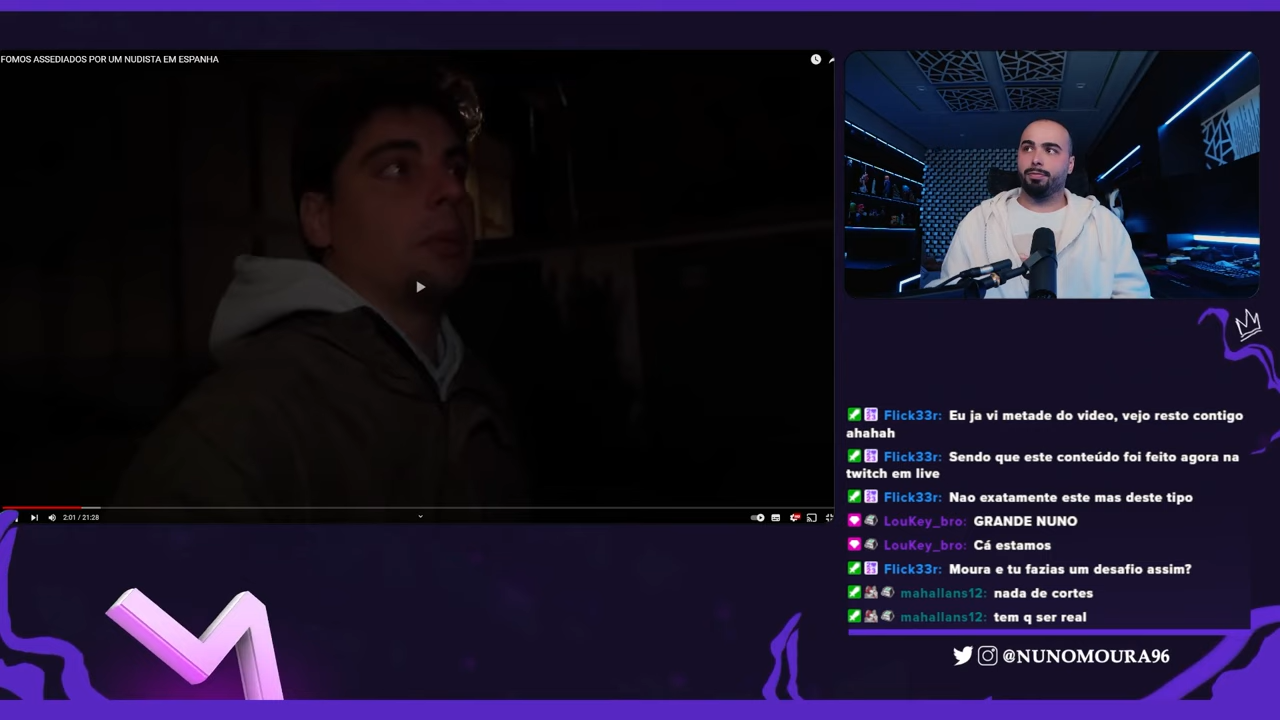 FOMOS ASSEDIADOS POR UM NUDISTA EM ESPANHA
2:01 / 21:28
Flick33r: Eu ja vi metade do video, vejo resto contigo
ahahah
Flick33r: Sendo que este conteúdo foi feito agora na
twitch em live
Flick33r: Nao exatamente este mas deste tipo
LouKey_bro: GRANDE NUNO
LouKey_bro: Cá estamos
Flick33r: Moura e tu fazias um desafio assim?
mahallans12: nada de cortes
mahallans12: tem q ser real
@NUNOMOURA96